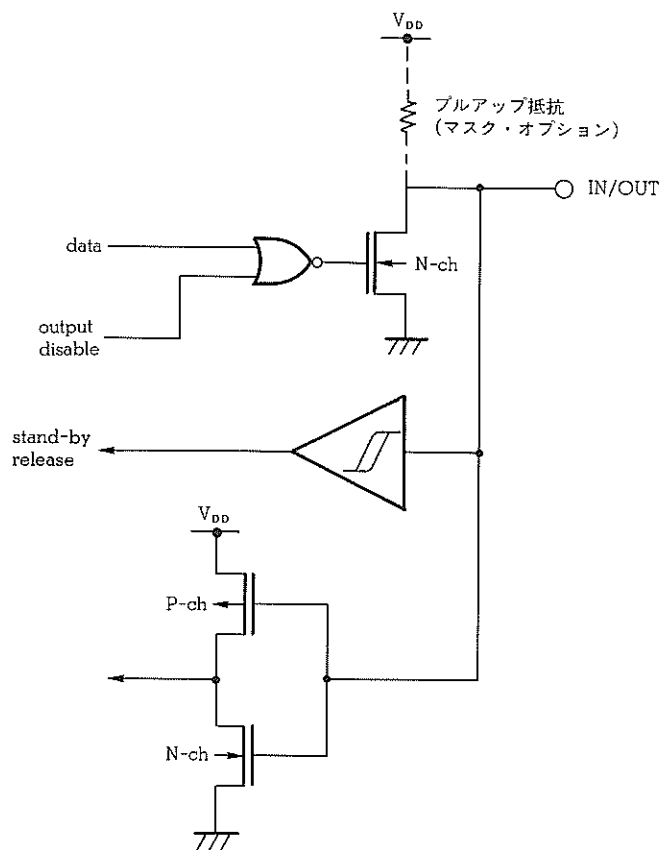 VDD
プルアップ抵抗
(マスク・オプション)
IN/OUT
data
N-ch
output
disable
stand-by
release
VDD
P-ch
N-ch